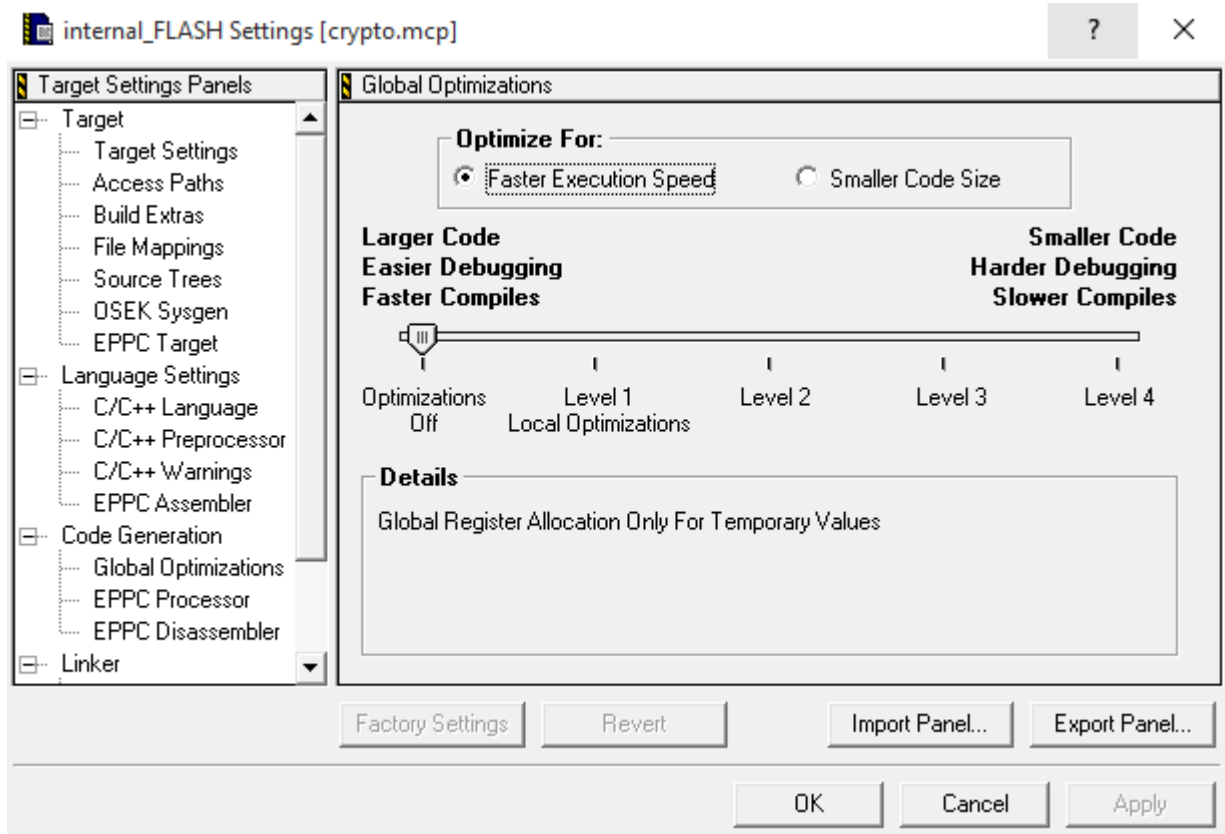 internal_FLASH Settings [crypto.mcp]
?
Target Settings Panels
Target
Target Settings
Access Paths
Build Extras
File Mappings
Source Trees
OSEK Sysgen
EPPC Target
Language Settings
C/C++ Language
C/C++ Preprocessor
C/C++ Warnings
EPPC Assembler
Code Generation
Global Optimizations
EPPC Processor
EPPC Disassembler
Linker
Global Optimizations
Optimize For:
Faster Execution Speed
Smaller Code Size
Larger Code
Easier Debugging
Faster Compiles
Smaller Code
Harder Debugging
Slower Compiles
Optimizations
Off
Level 1
Local Optimizations
Level 2
Level 3
Level 4
Details
Global Register Allocation Only For Temporary Values
Factory Settings
Revert
Import Panel...
Export Panel...
OK
Cancel
Apply